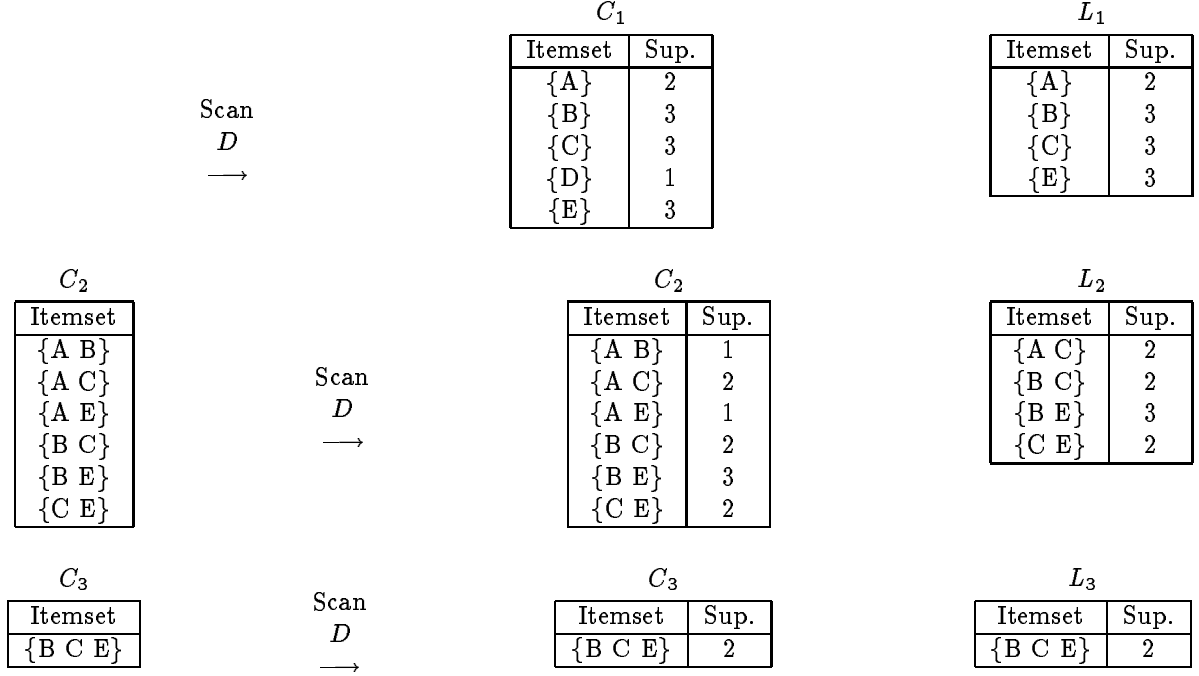 C₁ L₁
Itemset Sup. Itemset Sup.
{A} 2 {A} 2
Scan {B} 3 {B} 3
D {C} 3 {C} 3
⟶ {D} 1 {E} 3
{E} 3
C₂ C₂ L₂
Itemset Itemset Sup. Itemset Sup.
{A B} {A B} 1 {A C} 2
{A C} Scan {A C} 2 {B C} 2
{A E} D {A E} 1 {B E} 3
{B C} ⟶ {B C} 2 {C E} 2
{B E} {B E} 3
{C E} {C E} 2
C₃ C₃ L₃
Itemset Scan Itemset Sup. Itemset Sup.
{B C E} D {B C E} 2 {B C E} 2
⟶